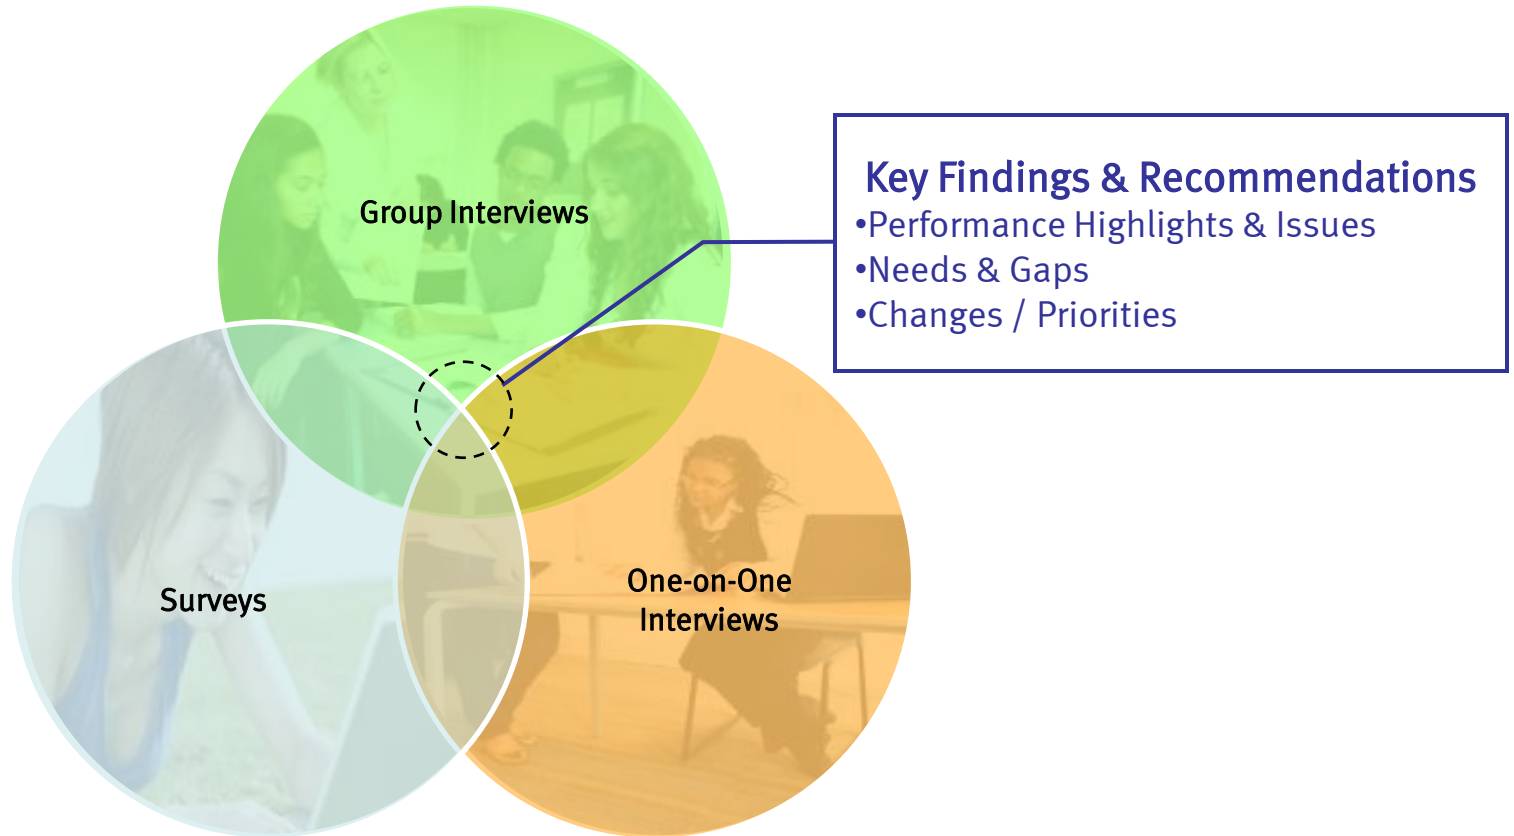 Group Interviews
Key Findings & Recommendations
•Performance Highlights & Issues
•Needs & Gaps
•Changes / Priorities
Surveys
One-on-One
Interviews